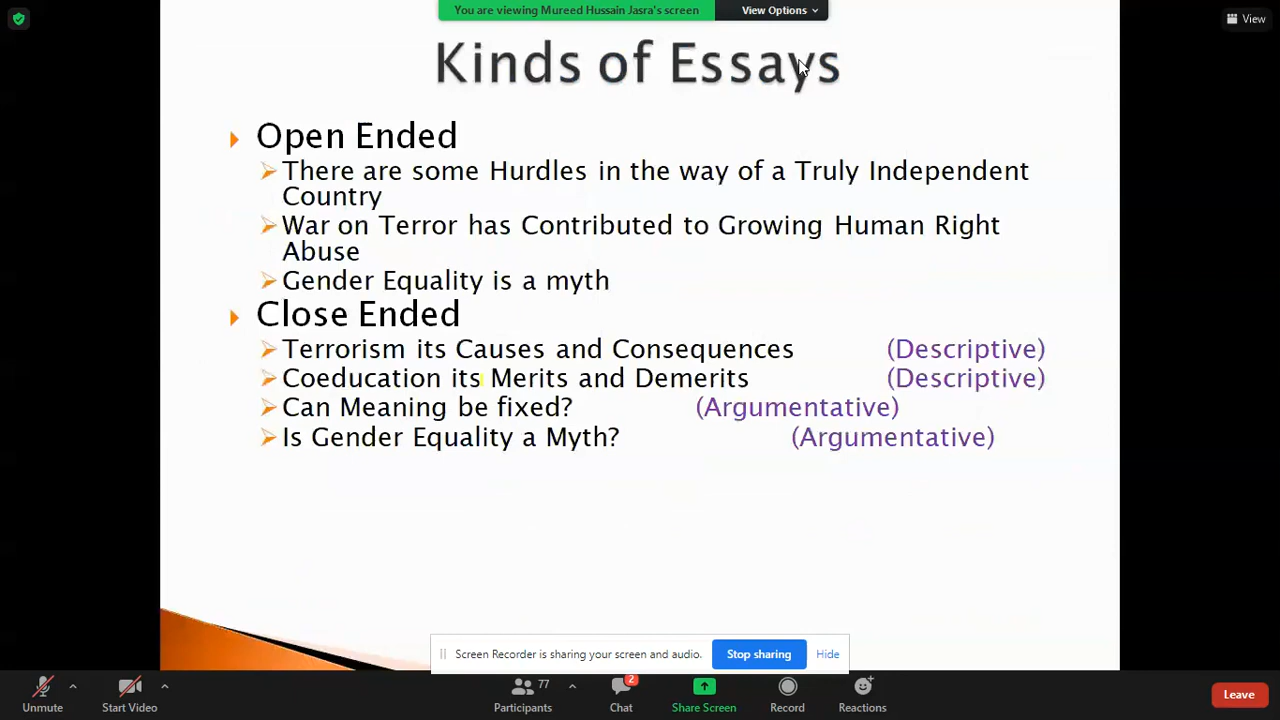 You are viewing Mureed Hussain Jasra's screen
View Options
View
Kinds of Essays
Open Ended
There are some Hurdles in the way of a Truly Independent
Country
War on Terror has Contributed to Growing Human Right
Abuse
Gender Equality is a myth
Close Ended
Terrorism its Causes and Consequences (Descriptive)
Coeducation its Merits and Demerits (Descriptive)
Can Meaning be fixed? (Argumentative)
Is Gender Equality a Myth? (Argumentative)
Screen Recorder is sharing your screen and audio. Stop sharing Hide
77
2
Unmute Start Video Participants Chat Share Screen Record Reactions Leave